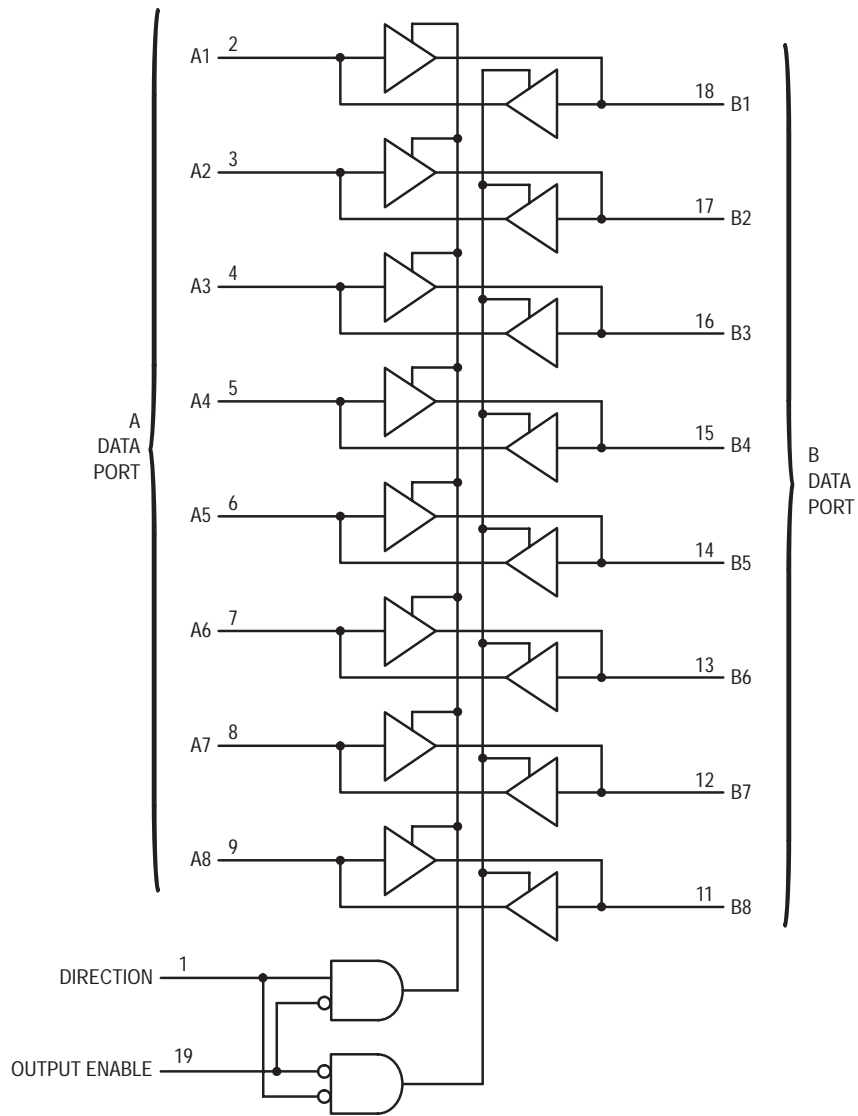 A1 2
18 B1
A2 3
17 B2
A3 4
16 B3
A4 5
15 B4
A
DATA
PORT
B
DATA
PORT
A5 6
14 B5
A6 7
13 B6
A7 8
12 B7
A8 9
11 B8
DIRECTION 1
OUTPUT ENABLE 19